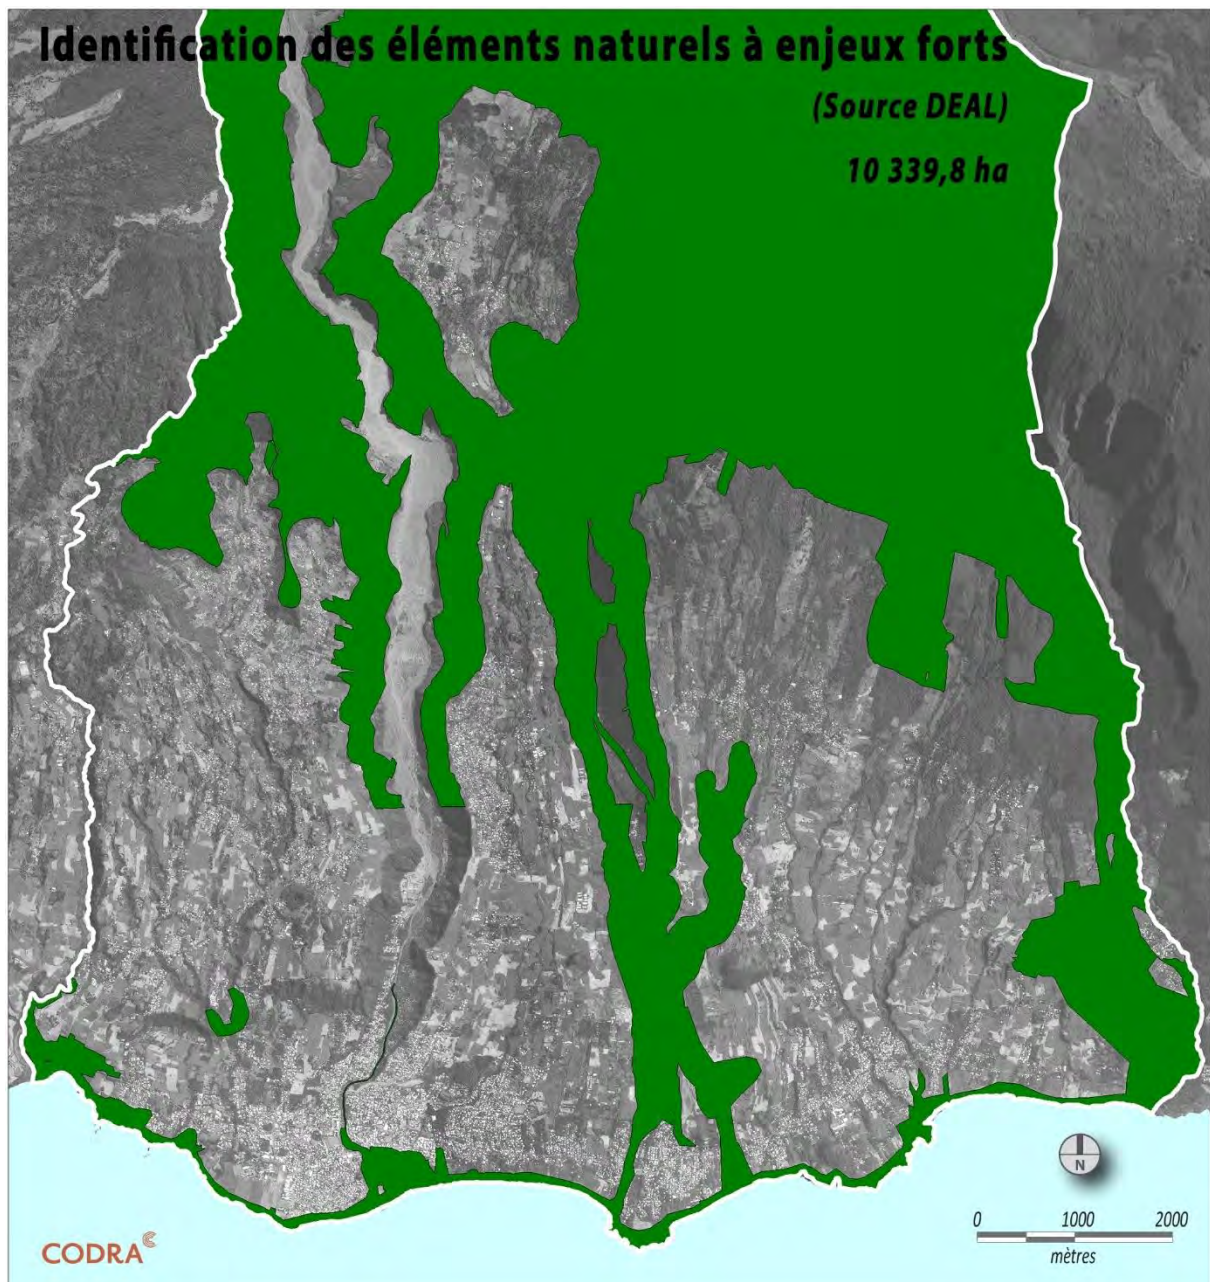 Identification des éléments naturels à enjeux forts
(Source DEAL)
10 339,8 ha
N
0 1000 2000
mètres
CODRA